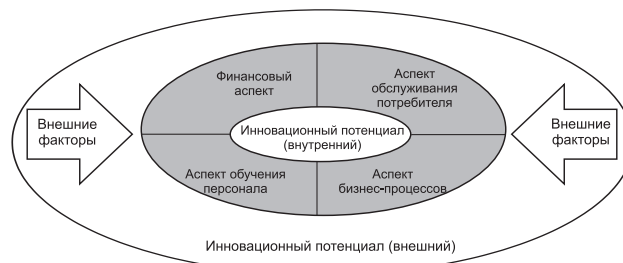 Финансовый
аспект
Аспект
обслуживания
потребителя
Внешние
факторы
Инновационный потенциал
(внутренний)
Внешние
факторы
Аспект обучения
персонала
Аспект
бизнес-процессов
Инновационный потенциал (внешний)